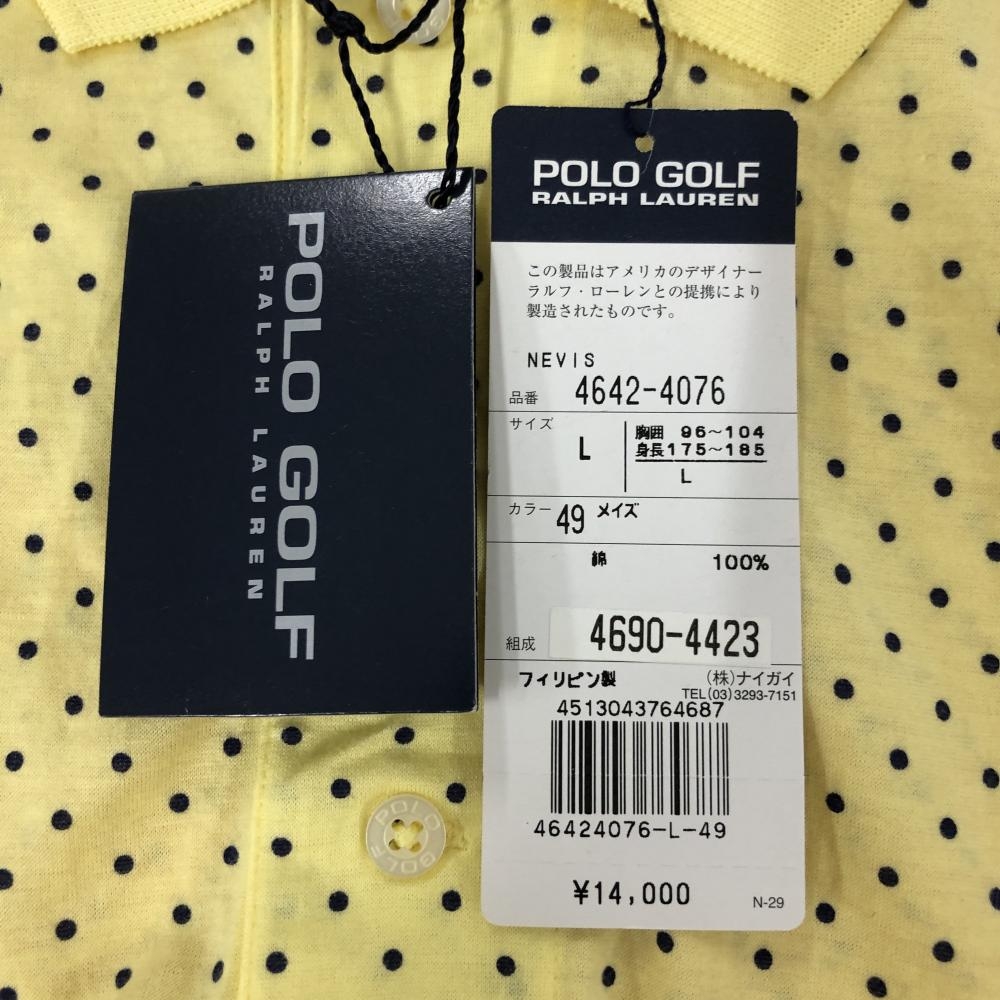 POLO GOLF
RALPH LAUREN
POLO GOLF
RALPH LAUREN
この製品はアメリカのデザイナー
ラルフ・ローレンとの提携により
製造されたものです。
NEVIS
品番 4642-4076
サイズ L 胸囲 96～104
身長175～185
L
カラー 49 メイズ
綿 100%
組成 4690-4423
フィリピン製 (株)ナイガイ
TEL(03)3293-7151
4513043764687
46424076-L-49
¥14,000
N-29
POLO
GOLF